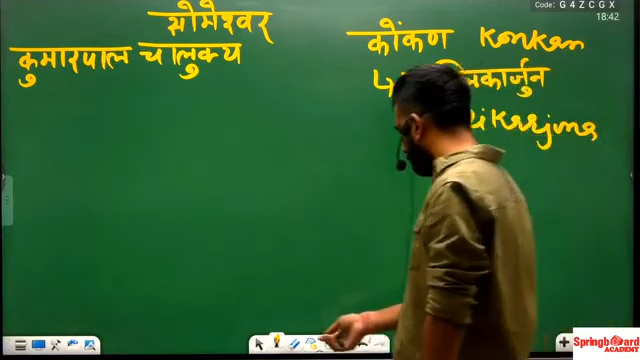 Code: G 4 Z C G X
18:42
सोमेश्वर
कुमारपाल चालुक्य
कोंकण Konkan
Springboard
ACADEMY